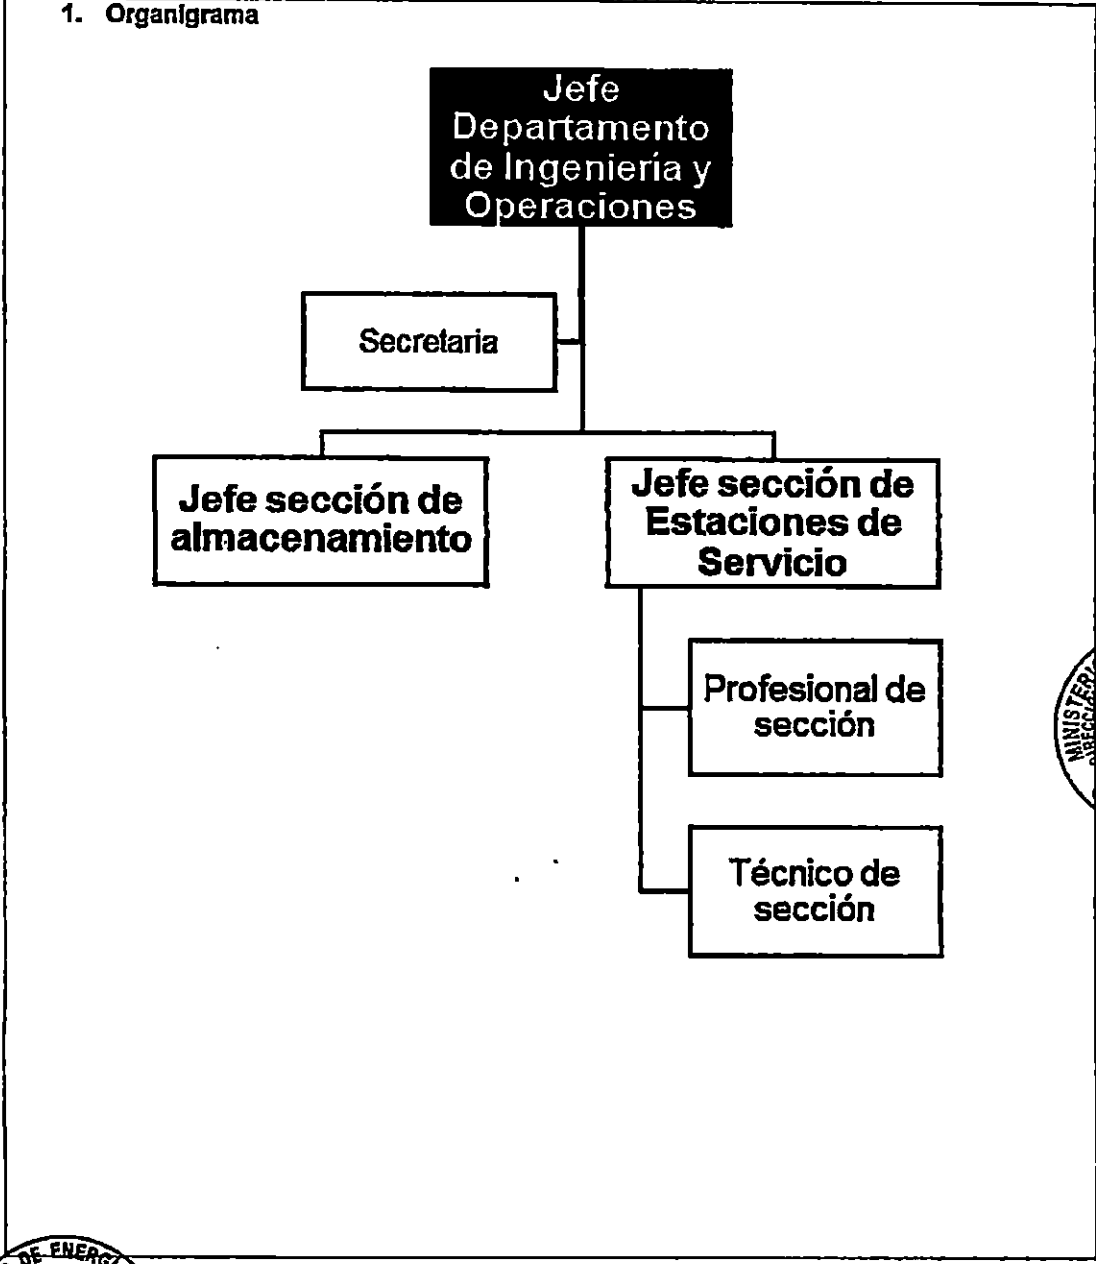 1. Organigrama
Jefe
Departamento
de Ingeniería y
Operaciones
Secretaria
Jefe sección de
almacenamiento
Jefe sección de
Estaciones de
Servicio
Profesional de
sección
Técnico de
sección
DE